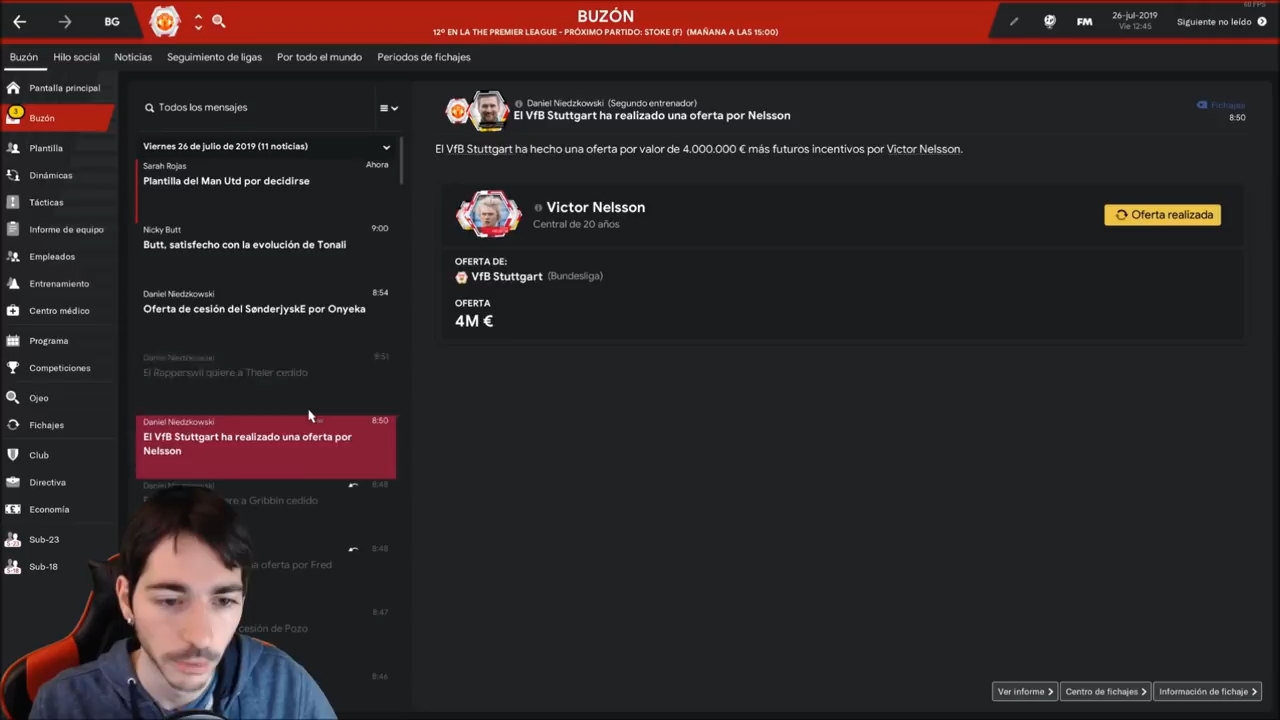 60 FPS
BG
BUZÓN
12º EN LA THE PREMIER LEAGUE - PRÓXIMO PARTIDO: STOKE (F) (MAÑANA A LAS 15:00)
FM
26-jul-2019
Vie 12:45
Siguiente no leído
Buzón
Hilo social
Noticias
Seguimiento de ligas
Por todo el mundo
Periodos de fichajes
Pantalla principal
3
Buzón
Plantilla
Dinámicas
Tácticas
Informe de equipo
Empleados
Entrenamiento
Centro médico
Programa
Competiciones
Ojeo
Fichajes
Club
Directiva
Economía
Sub-23
Sub-18
Todos los mensajes
Viernes 26 de julio de 2019 (11 noticias)
Sarah Rojas
Ahora
Plantilla del Man Utd por decidirse
Nicky Butt
9:00
Butt, satisfecho con la evolución de Tonali
Daniel Niedzkowski
8:54
Oferta de cesión del SønderjyskE por Onyeka
Daniel Niedzkowski
8:51
El Rapperswil quiere a Theler cedido
Daniel Niedzkowski
8:50
El VfB Stuttgart ha realizado una oferta por
Nelsson
Daniel Niedzkowski
8:48
ere a Gribbin cedido
8:48
a oferta por Fred
8:47
cesión de Pozo
8:46
Daniel Niedzkowski (Segundo entrenador)
El VfB Stuttgart ha realizado una oferta por Nelsson
Fichajes
8:50
El VfB Stuttgart ha hecho una oferta por valor de 4.000.000 € más futuros incentivos por Victor Nelsson.
Victor Nelsson
Central de 20 años
Oferta realizada
OFERTA DE:
VfB Stuttgart (Bundesliga)
OFERTA
4M €
Ver informe
Centro de fichajes
Información de fichaje